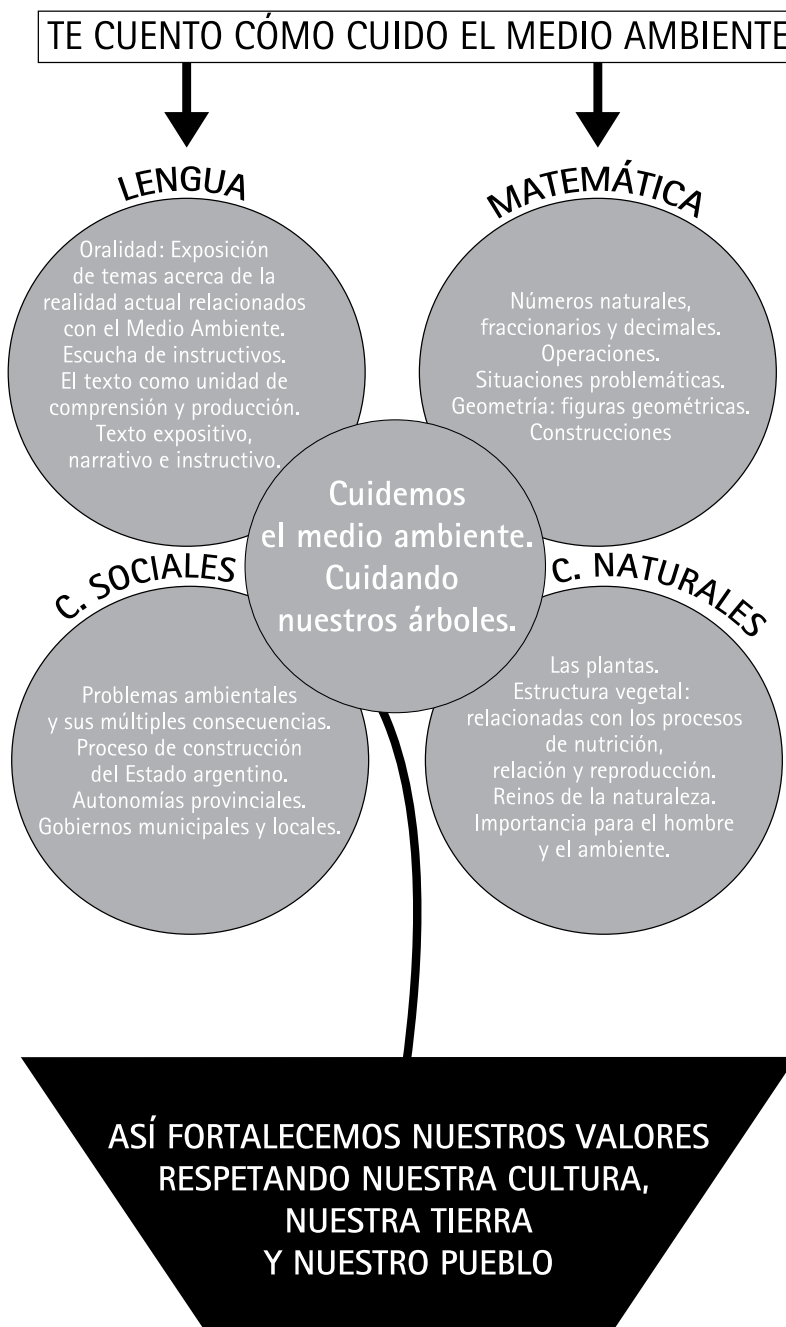 TE CUENTO CÓMO CUIDO EL MEDIO AMBIENTE
LENGUA
Oralidad: Exposición
de temas acerca de la
realidad actual relacionados
con el Medio Ambiente.
Escucha de instructivos.
El texto como unidad de
comprensión y producción.
Texto expositivo,
narrativo e instructivo.
MATEMÁTICA
Números naturales,
fraccionarios y decimales.
Operaciones.
Situaciones problemáticas.
Geometría: figuras geométricas.
Construcciones
Cuidemos
el medio ambiente.
Cuidando
nuestros árboles.
C. SOCIALES
Problemas ambientales
y sus múltiples consecuencias.
Proceso de construcción
del Estado argentino.
Autonomías provinciales.
Gobiernos municipales y locales.
C. NATURALES
Las plantas.
Estructura vegetal:
relacionadas con los procesos
de nutrición,
relación y reproducción.
Reinos de la naturaleza.
Importancia para el hombre
y el ambiente.
ASÍ FORTALECEMOS NUESTROS VALORES
RESPETANDO NUESTRA CULTURA,
NUESTRA TIERRA
Y NUESTRO PUEBLO